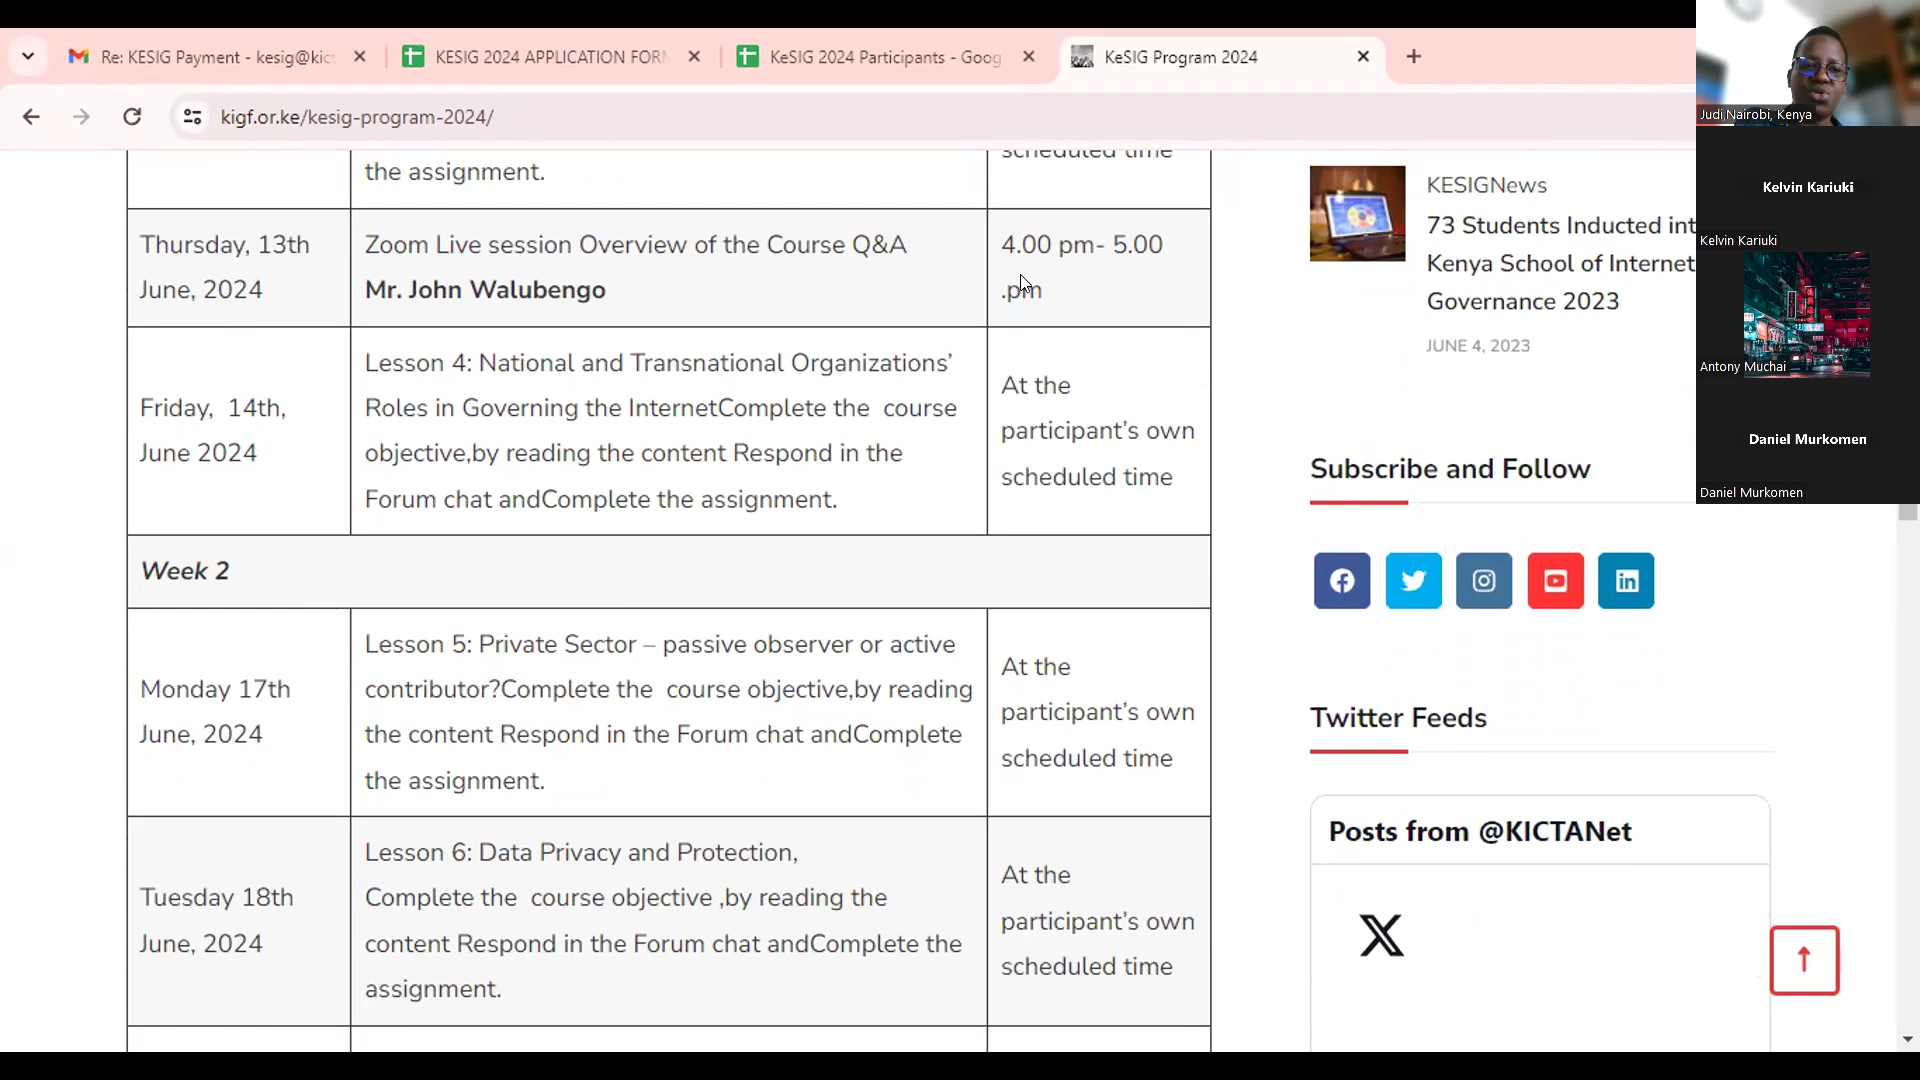 Re: KESIG Payment - kesig@kict
KESIG 2024 APPLICATION FORM
KeSIG 2024 Participants - Goog
KeSIG Program 2024
kigf.or.ke/kesig-program-2024/
the assignment.
scheduled time
Thursday, 13th
June, 2024
Zoom Live session Overview of the Course Q&A
Mr. John Walubengo
4.00 pm- 5.00
.pm
Friday,  14th,
June 2024
Lesson 4: National and Transnational Organizations’
Roles in Governing the InternetComplete the  course
objective,by reading the content Respond in the
Forum chat andComplete the assignment.
At the
participant’s own
scheduled time
Week 2
Monday 17th
June, 2024
Lesson 5: Private Sector – passive observer or active
contributor?Complete the  course objective,by reading
the content Respond in the Forum chat andComplete
the assignment.
At the
participant’s own
scheduled time
Tuesday 18th
June, 2024
Lesson 6: Data Privacy and Protection,
Complete the  course objective ,by reading the
content Respond in the Forum chat andComplete the
assignment.
At the
participant’s own
scheduled time
KESIGNews
73 Students Inducted int
Kenya School of Internet
Governance 2023
JUNE 4, 2023
Subscribe and Follow
Twitter Feeds
Posts from @KICTANet
Judi,Nairobi, Kenya
Kelvin Kariuki
Kelvin Kariuki
Antony Muchai
Daniel Murkomen
Daniel Murkomen